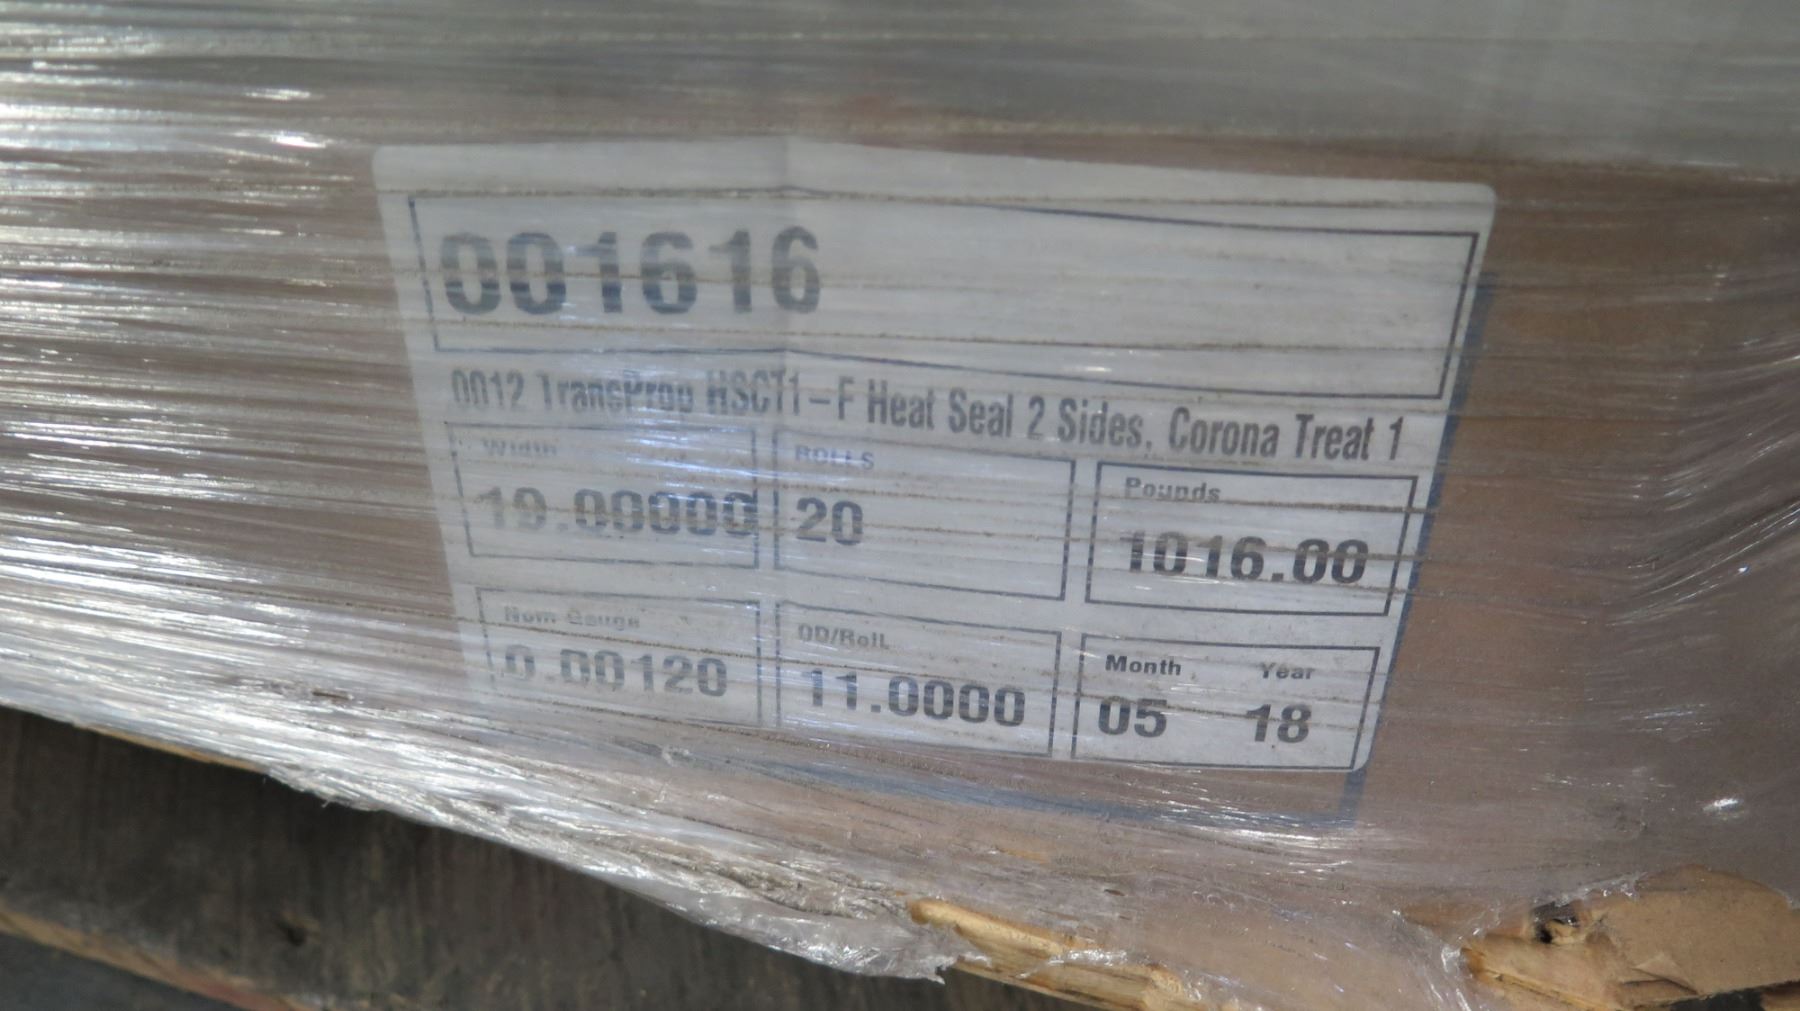 001616
0012 TransProp HSCT1-F Heat Seal 2 Sides, Corona Treat 1
Width ROLLS Pounds
19.00000 20 1016.00
Nom Gauge OD/Roll Month Year
0.00120 11.0000 05 18